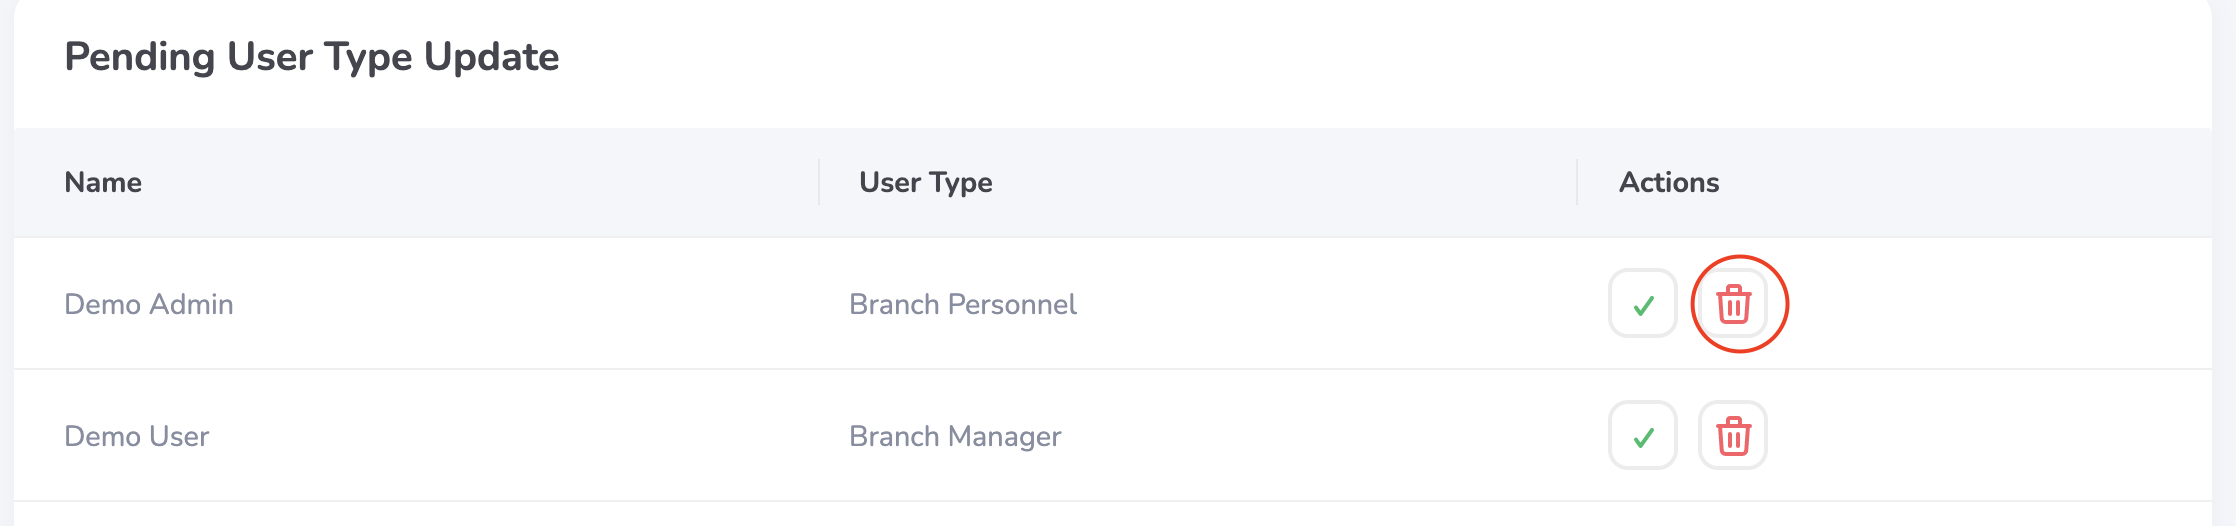 Pending User Type Update
Name User Type Actions
Demo Admin Branch Personnel
Demo User Branch Manager